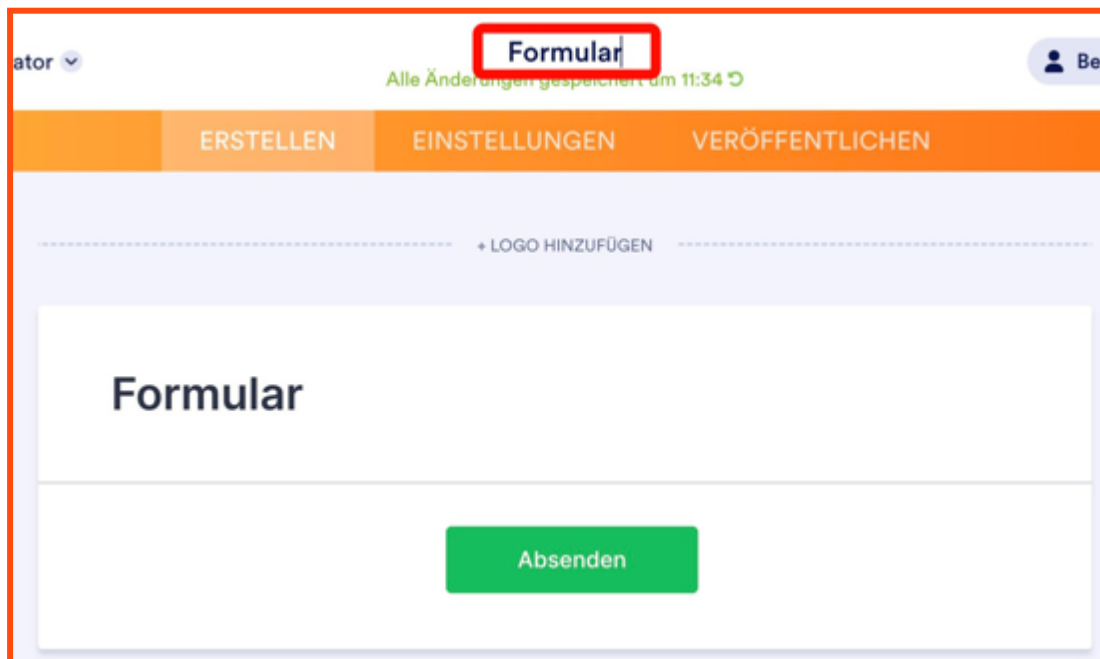 ator
Formular
Alle Änderungen gespeichert um 11:34
Be
ERSTELLEN
EINSTELLUNGEN
VERÖFFENTLICHEN
+ LOGO HINZUFÜGEN
Formular
Absenden